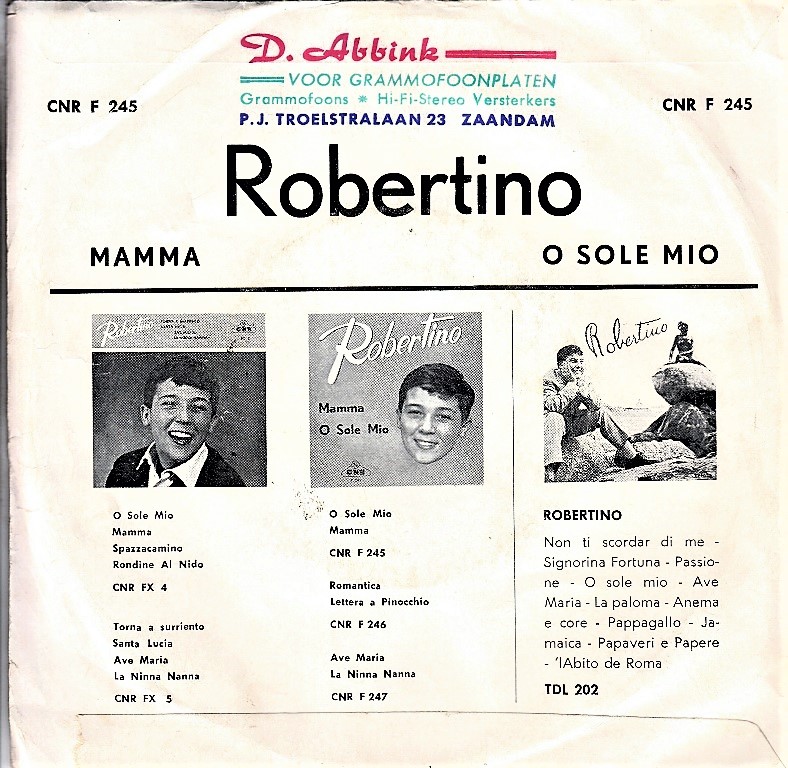 D. Abbink
VOOR GRAMMOFOONPLATEN
Grammofoons * Hi-Fi-Stereo Versterkers
P.J. TROELSTRALAAN 23 ZAANDAM
CNR F 245
CNR F 245
Robertino
MAMMA
O SOLE MIO
Robertino
O Sole Mio
Mamma
Spazzacamino
Rondine Al Nido
CNR FX 4
Torna a surriento
Santa Lucia
Ave Maria
La Ninna Nanna
CNR FX 5
Robertino
Mamma
O Sole Mio
CNR
O Sole Mio
Mamma
CNR F 245
Romantica
Lettera a Pinocchio
CNR F 246
Ave Maria
La Ninna Nanna
CNR F 247
Robertino
ROBERTINO
Non ti scordar di me -
Signorina Fortuna - Passio-
ne - O sole mio - Ave
Maria - La paloma - Anema
e core - Pappagallo - Ja-
maica - Papaveri e Papere
- 'lAbito de Roma
TDL 202